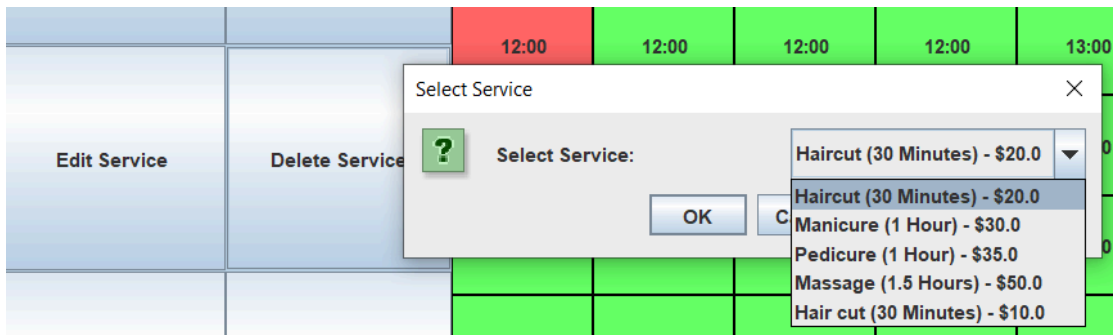 12:00
12:00
12:00
12:00
13:00
Select Service
Edit Service
Delete Service
Select Service:
Haircut (30 Minutes) - $20.0
OK
Haircut (30 Minutes) - $20.0
Manicure (1 Hour) - $30.0
Pedicure (1 Hour) - $35.0
Massage (1.5 Hours) - $50.0
Hair cut (30 Minutes) - $10.0